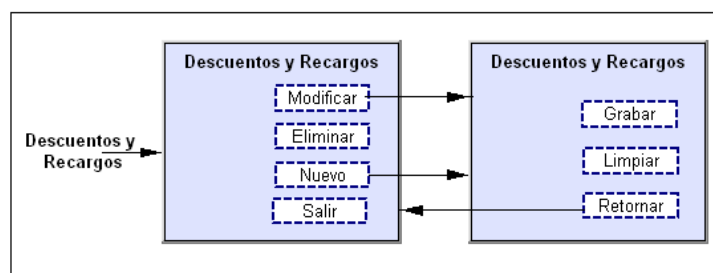 Descuentos y
Recargos
Descuentos y Recargos
Modificar
Eliminar
Nuevo
Salir
Descuentos y Recargos
Grabar
Limpiar
Retornar